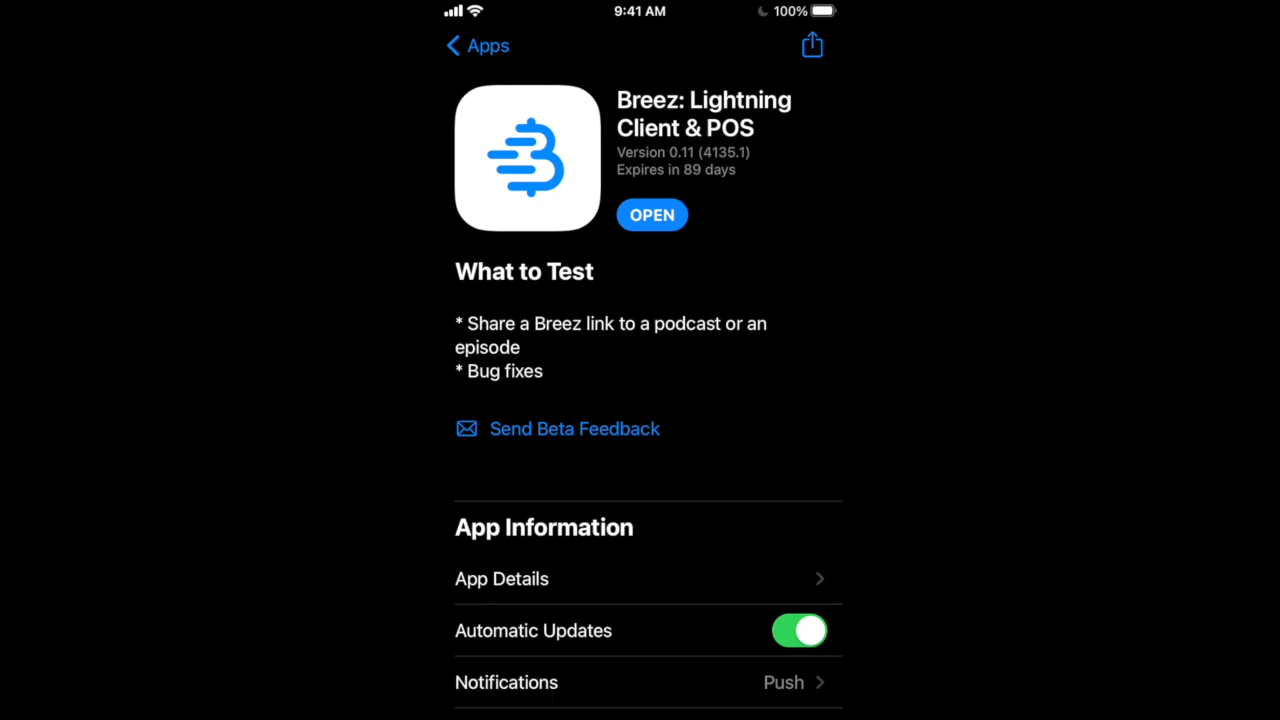 9:41 AM
100%
Apps
Breez: Lightning
Client & POS
Version 0.11 (4135.1)
Expires in 89 days
OPEN
What to Test
* Share a Breez link to a podcast or an
episode
* Bug fixes
Send Beta Feedback
App Information
App Details
Automatic Updates
Notifications Push